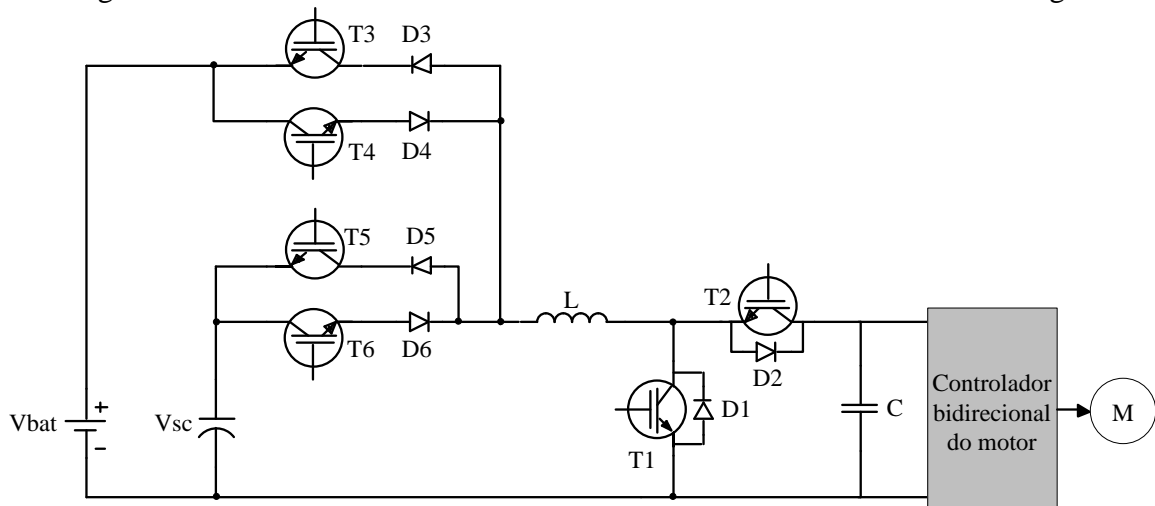 T3
D3
T4
D4
T5
D5
T6
D6
L
T2
D2
Vbat
+
−
Vsc
T1
D1
C
Controlador
bidirecional
do motor
M